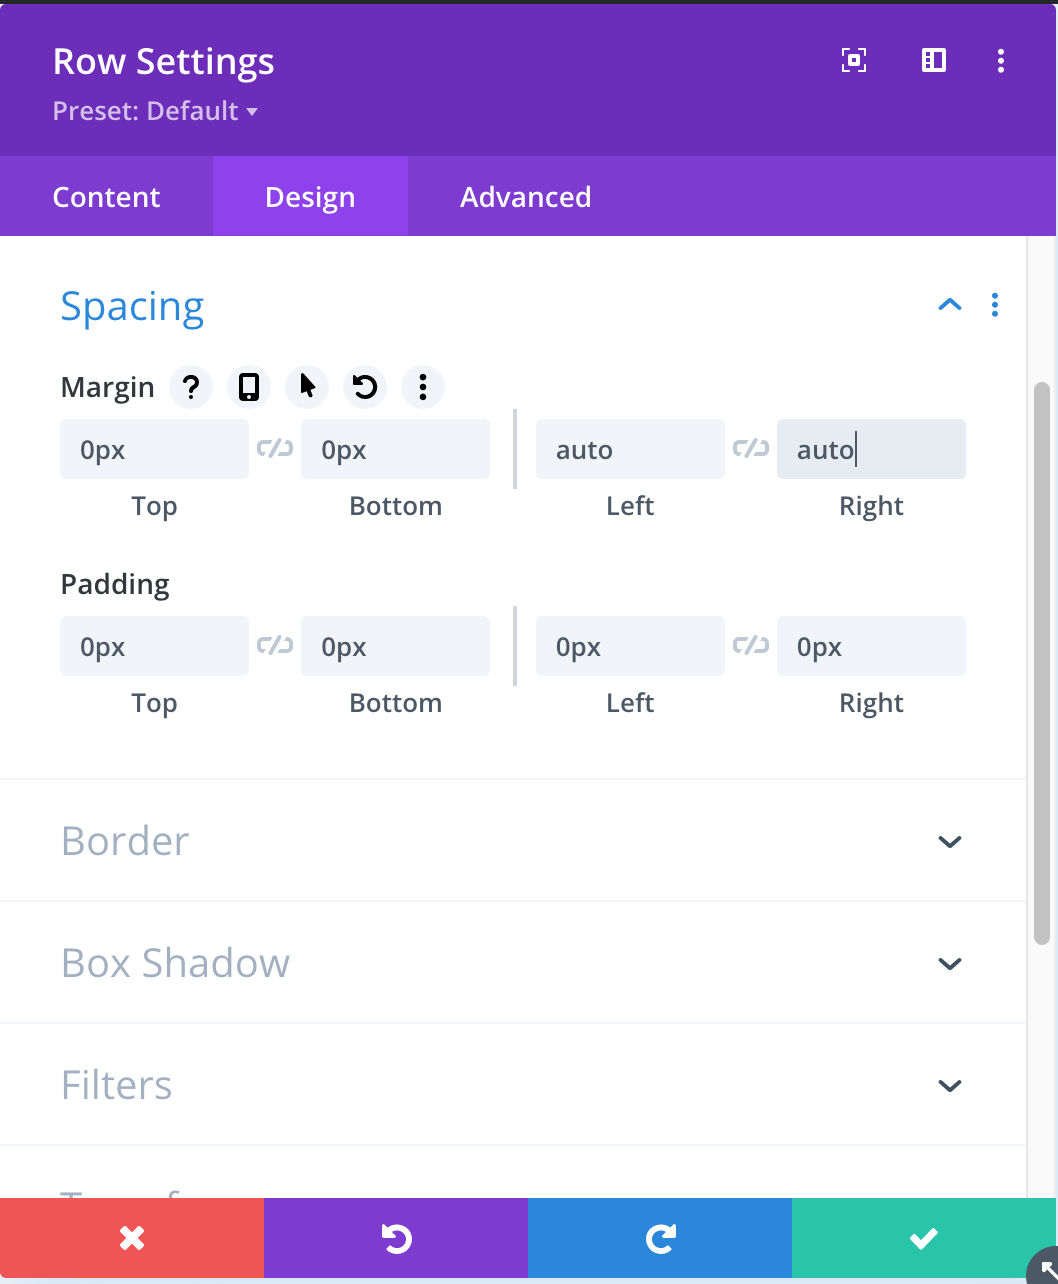 Row Settings
Preset: Default
Content Design Advanced
Spacing
Margin ?
0px 0px auto auto
Top Bottom Left Right
Padding
0px 0px 0px 0px
Top Bottom Left Right
Border
Box Shadow
Filters